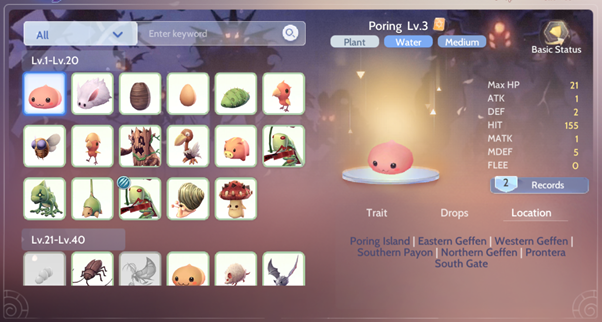 All
Enter keyword
Lv.1-Lv.20
Lv.21-Lv.40
Poring Lv.3
Plant Water Medium
Basic Status
Max HP 21
ATK 1
DEF 2
HIT 155
MATK 1
MDEF 5
FLEE 0
2 Records
Trait Drops Location
Poring Island | Eastern Geffen | Western Geffen |
Southern Payon | Northern Geffen | Prontera
South Gate